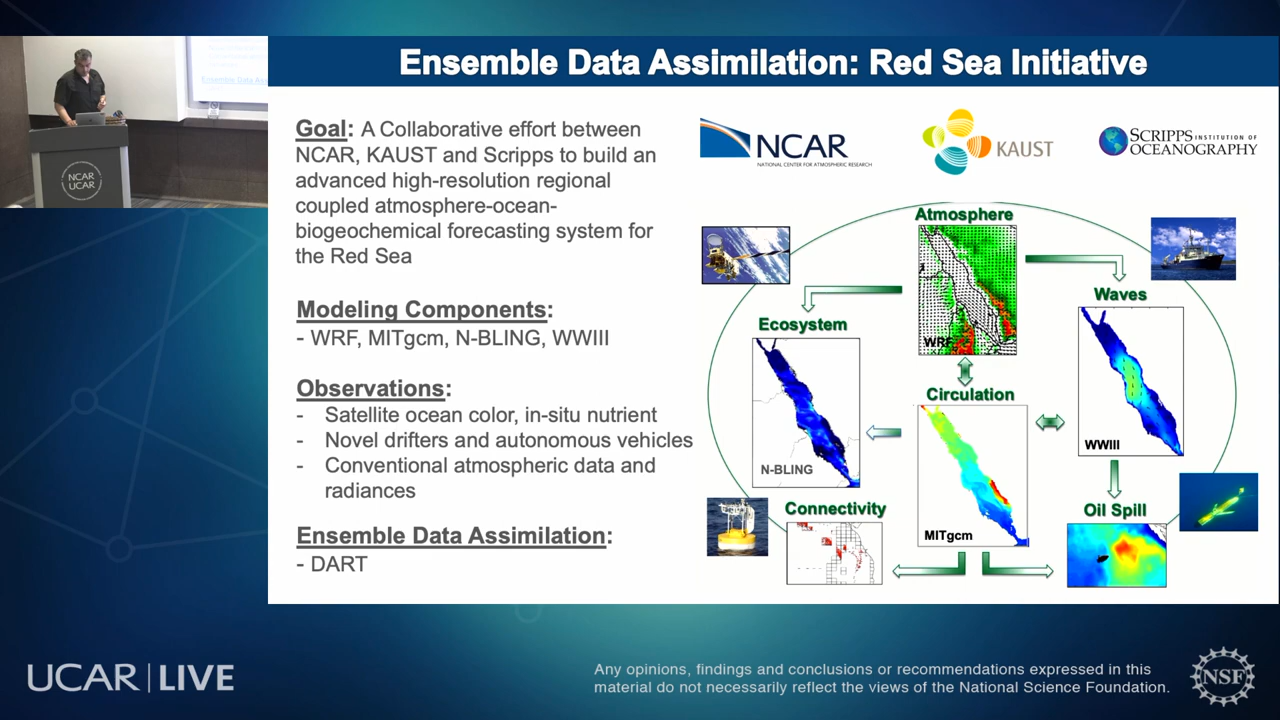 Ensemble Data Assimilation: Red Sea Initiative
NCAR
UCAR
Goal: A Collaborative effort between
NCAR, KAUST and Scripps to build an
advanced high-resolution regional
coupled atmosphere-ocean-
biogeochemical forecasting system for
the Red Sea
Modeling Components:
- WRF, MITgcm, N-BLING, WWIII
Observations:
- Satellite ocean color, in-situ nutrient
- Novel drifters and autonomous vehicles
- Conventional atmospheric data and
radiances
Ensemble Data Assimilation:
- DART
NCAR
NATIONAL CENTER FOR ATMOSPHERIC RESEARCH
KAUST
SCRIPPS INSTITUTION OF
OCEANOGRAPHY
Atmosphere
WRF
Waves
WWIII
Ecosystem
N-BLING
Circulation
MITgcm
Connectivity
Oil Spill
UCAR | LIVE
Any opinions, findings and conclusions or recommendations expressed in this
material do not necessarily reflect the views of the National Science Foundation.
NSF